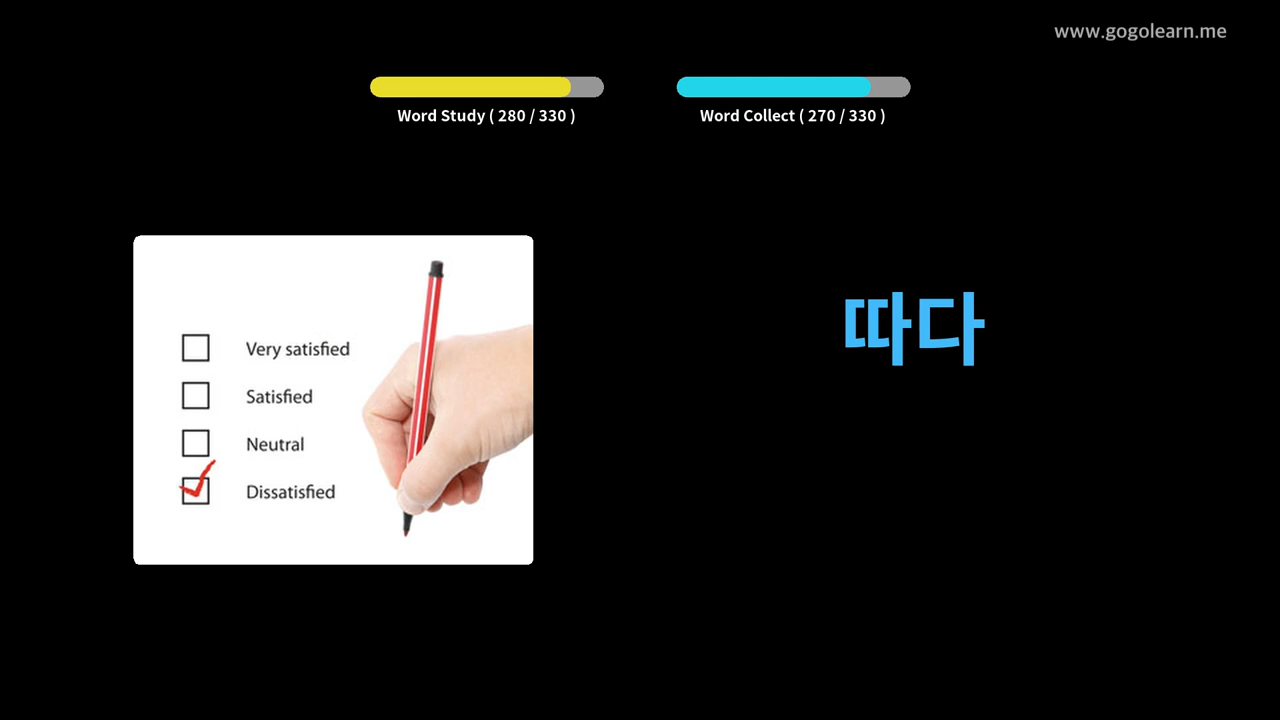 www.gogolearn.me
Word Study ( 280 / 330 )
Word Collect ( 270 / 330 )
Very satisfied
Satisfied
Neutral
Dissatisfied
따다